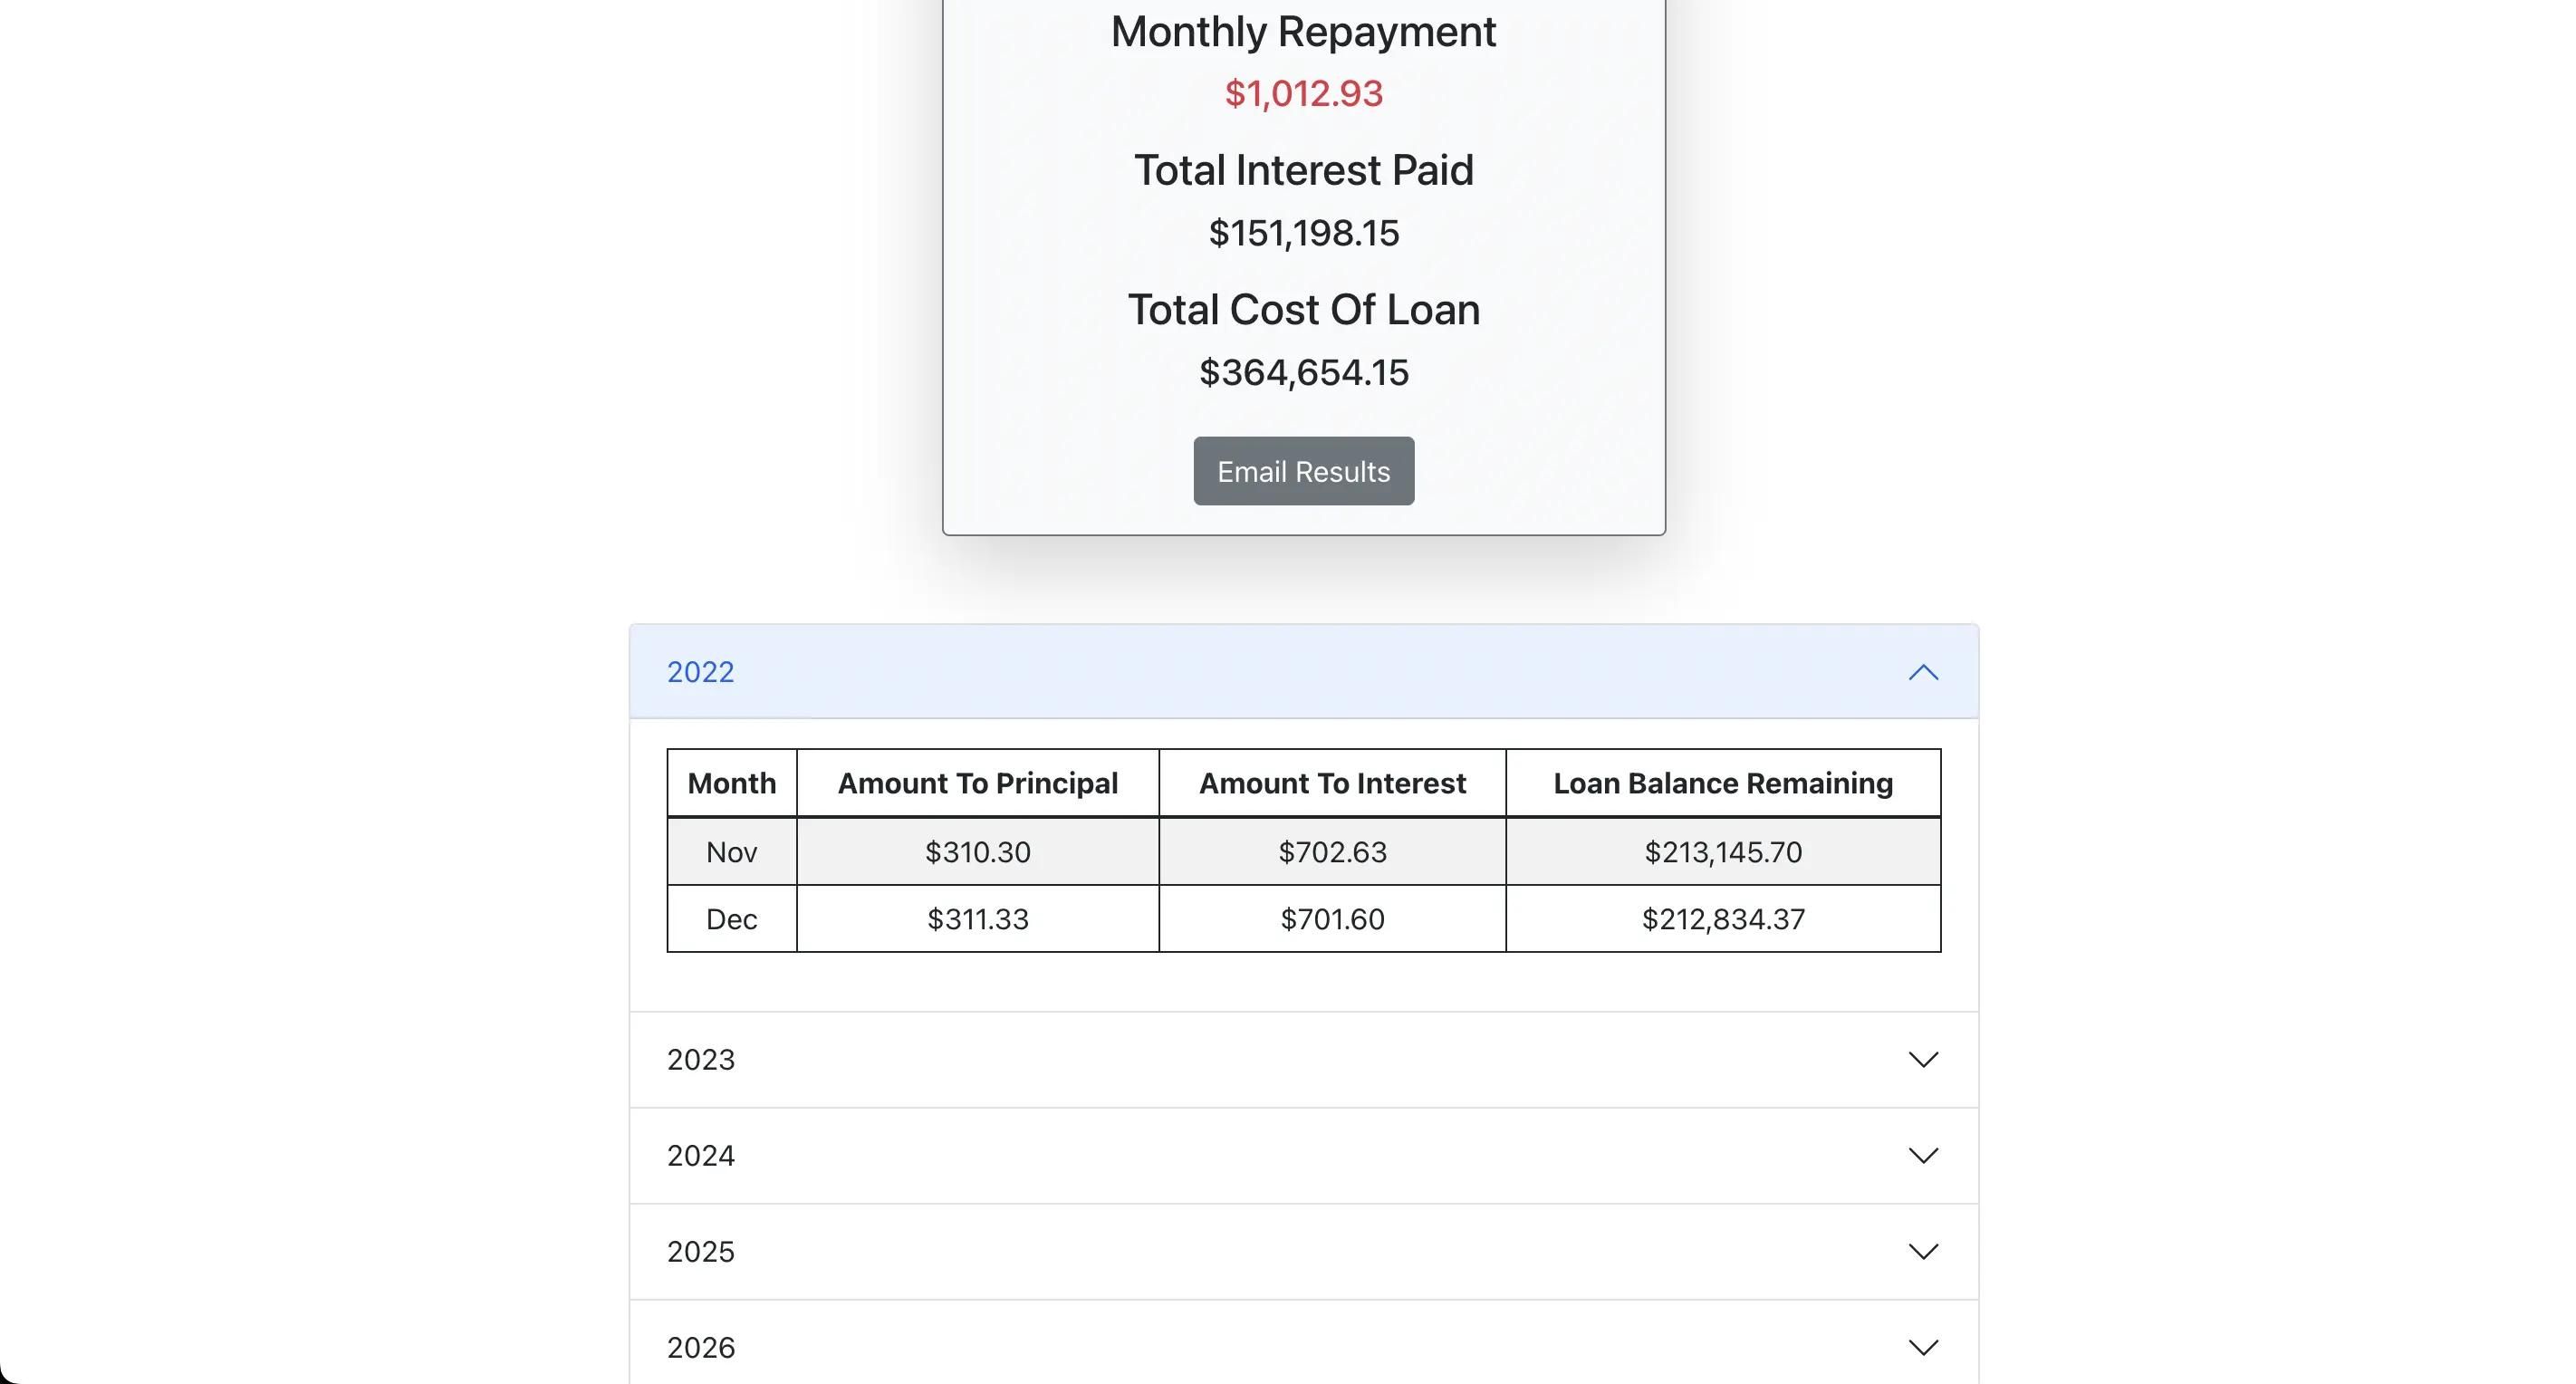 Monthly Repayment
$1,012.93
Total Interest Paid
$151,198.15
Total Cost Of Loan
$364,654.15
Email Results
2022
Month Amount To Principal Amount To Interest Loan Balance Remaining
Nov $310.30 $702.63 $213,145.70
Dec $311.33 $701.60 $212,834.37
2023
2024
2025
2026